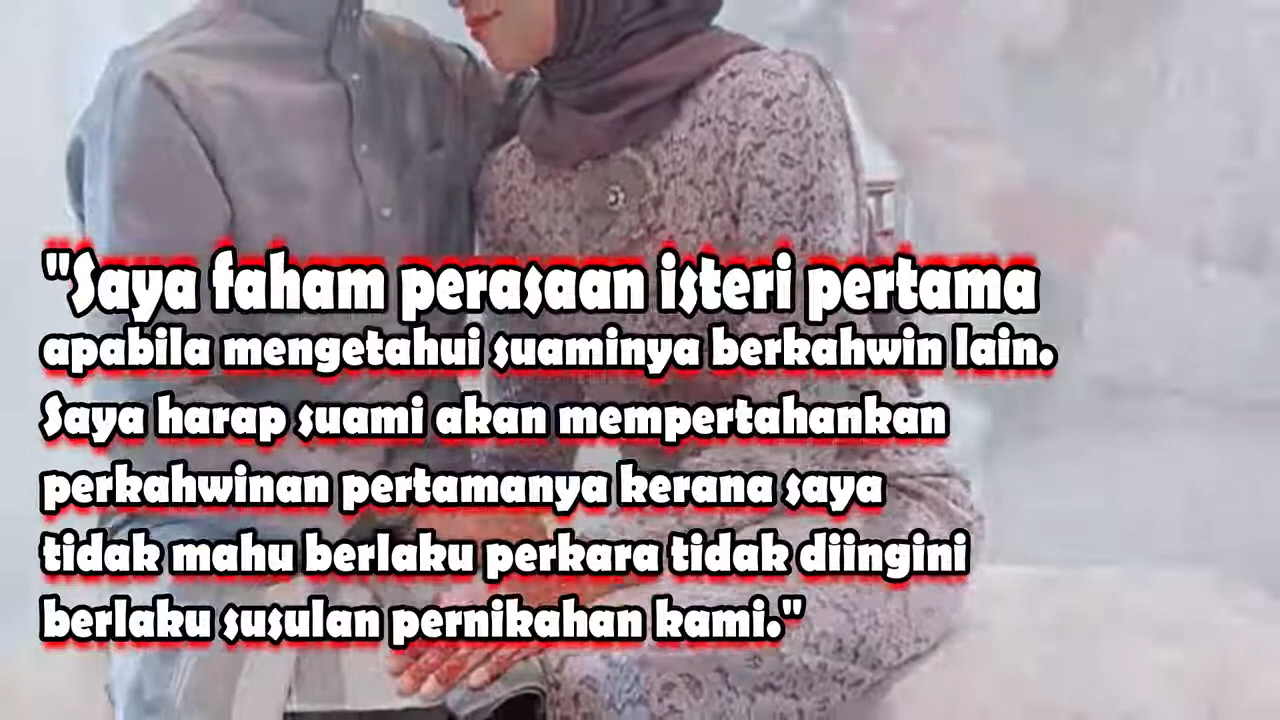 "Saya faham perasaan isteri pertama
apabila mengetahui suaminya berkahwin lain.
Saya harap suami akan mempertahankan
perkahwinan pertamanya kerana saya
tidak mahu berlaku perkara tidak diingini
berlaku susulan pernikahan kami."